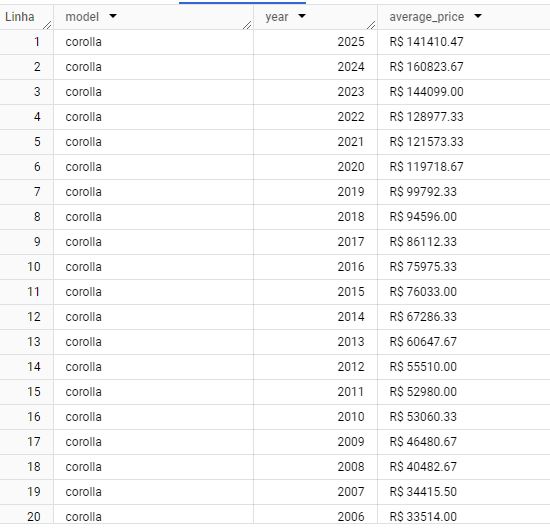 Linha model year average_price
1 corolla 2025 R$ 141410.47
2 corolla 2024 R$ 160823.67
3 corolla 2023 R$ 144099.00
4 corolla 2022 R$ 128977.33
5 corolla 2021 R$ 121573.33
6 corolla 2020 R$ 119718.67
7 corolla 2019 R$ 99792.33
8 corolla 2018 R$ 94596.00
9 corolla 2017 R$ 86112.33
10 corolla 2016 R$ 75975.33
11 corolla 2015 R$ 76033.00
12 corolla 2014 R$ 67286.33
13 corolla 2013 R$ 60647.67
14 corolla 2012 R$ 55510.00
15 corolla 2011 R$ 52980.00
16 corolla 2010 R$ 53060.33
17 corolla 2009 R$ 46480.67
18 corolla 2008 R$ 40482.67
19 corolla 2007 R$ 34415.50
20 corolla 2006 R$ 33514.00